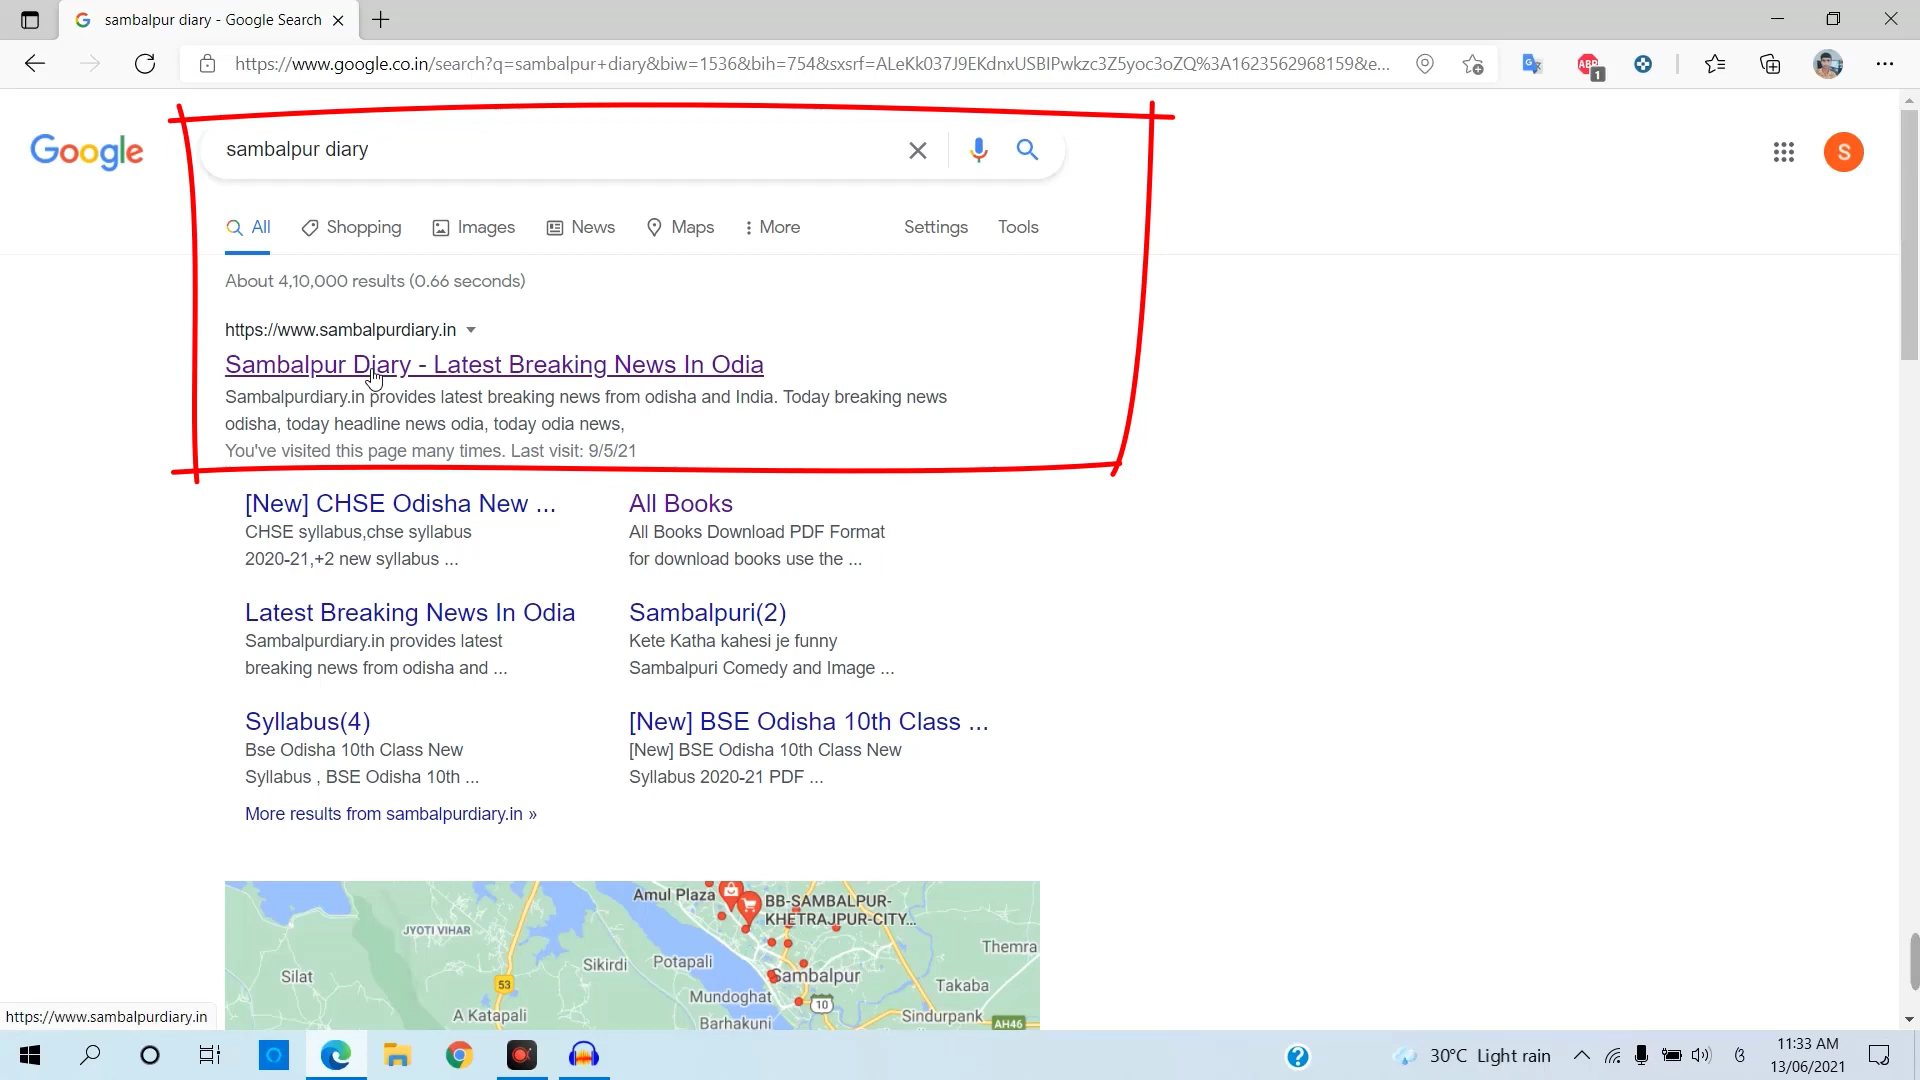 sambalpur diary - Google Search
https://www.google.co.in/search?q=sambalpur+diary&biw=1536&bih=754&sxsrf=ALeKk037J9EKdnxUSBIPwkzc3Z5yoc3oZQ%3A1623562968159&e...
ABP
1
Google
sambalpur diary
S
All
Shopping
Images
News
Maps
More
Settings
Tools
About 4,10,000 results (0.66 seconds)
https://www.sambalpurdiary.in
Sambalpur Diary - Latest Breaking News In Odia
Sambalpurdiary.in provides latest breaking news from odisha and India. Today breaking news
odisha, today headline news odia, today odia news,
You've visited this page many times. Last visit: 9/5/21
[New] CHSE Odisha New ...
CHSE syllabus,chse syllabus
2020-21,+2 new syllabus ...
All Books
All Books Download PDF Format
for download books use the ...
Latest Breaking News In Odia
Sambalpurdiary.in provides latest
breaking news from odisha and ...
Sambalpuri(2)
Kete Katha kahesi je funny
Sambalpuri Comedy and Image ...
Syllabus(4)
Bse Odisha 10th Class New
Syllabus , BSE Odisha 10th ...
[New] BSE Odisha 10th Class ...
[New] BSE Odisha 10th Class New
Syllabus 2020-21 PDF ...
More results from sambalpurdiary.in »
Amul Plaza
BB-SAMBALPUR-
KHETRAJPUR-CITY...
JYOTI VIHAR
Themra
Silat
Sikirdi
Potapali
Sambalpur
53
Takaba
Mundoghat
10
A Katapali
Barhakuni
Sindurpank
AH46
https://www.sambalpurdiary.in
30°C Light rain
11:33 AM
13/06/2021